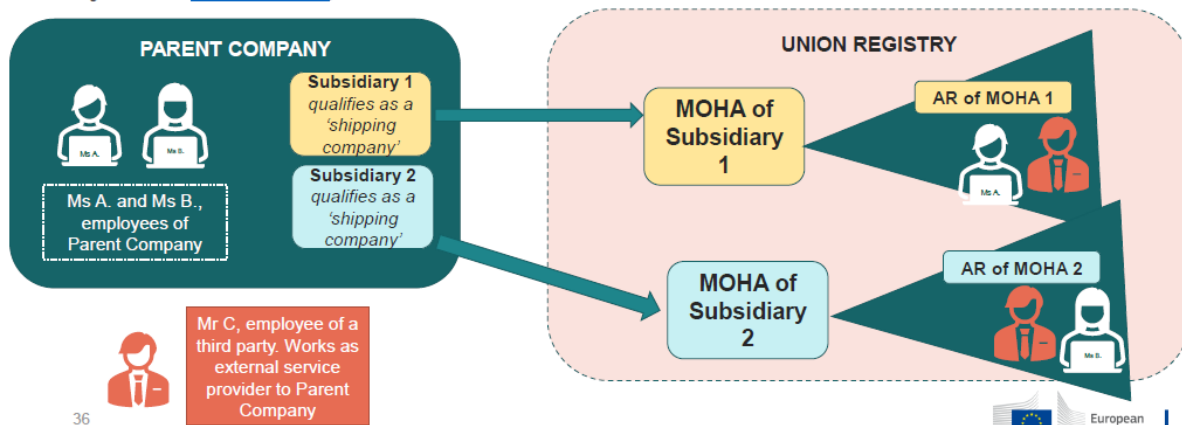 PARENT COMPANY
Subsidiary 1
qualifies as a
‘shipping
company’
Subsidiary 2
qualifies as a
‘shipping
company’
Ms A.
Ms B.
Ms A. and Ms B.,
employees of
Parent Company
Mr C, employee of a
third party. Works as
external service
provider to Parent
Company
UNION REGISTRY
MOHA of
Subsidiary
1
AR of MOHA 1
Ms A.
MOHA of
Subsidiary
2
AR of MOHA 2
Ms B.
36
European